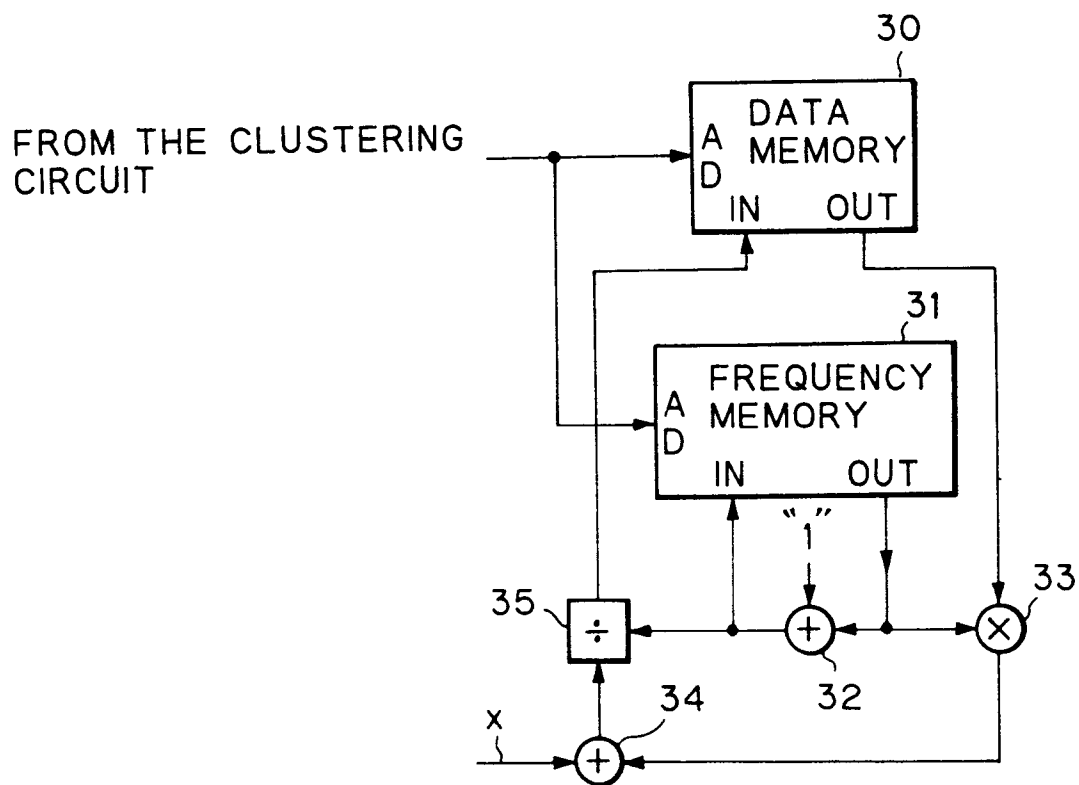 30
FROM THE CLUSTERING
CIRCUIT
A
D
DATA
MEMORY
IN OUT
31
A
D
FREQUENCY
MEMORY
IN OUT
"1"
35
÷
+
32
×
33
34
x
+